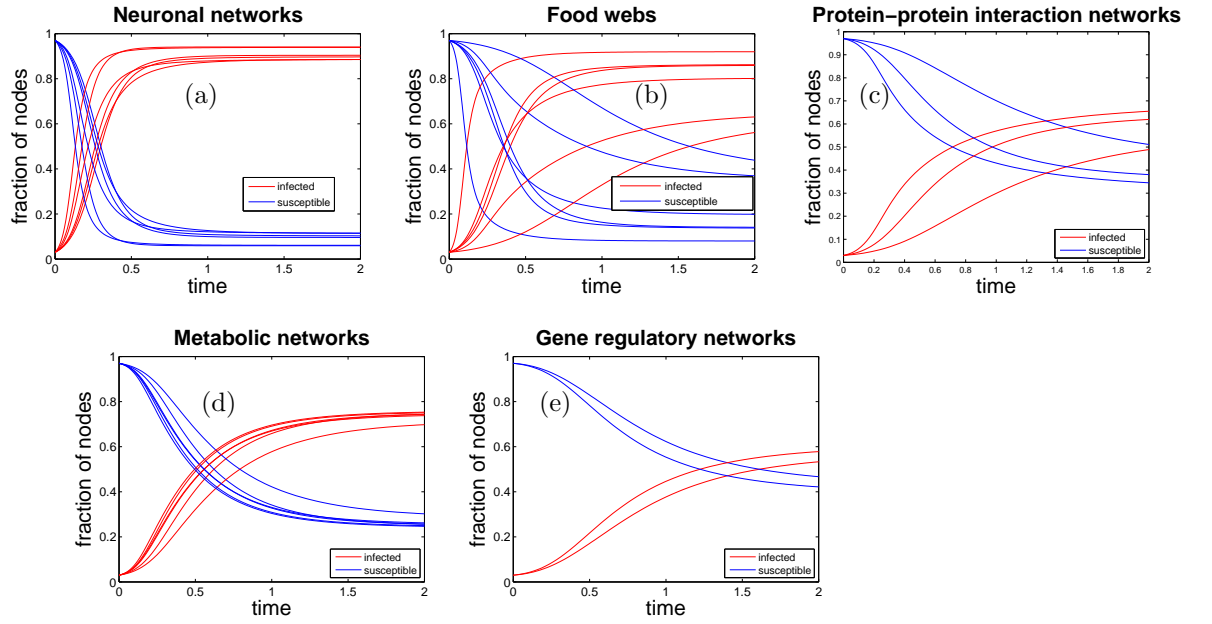 Neuronal networks
1
0.8
0.6
0.4
0.2
0
0 0.5 1 1.5 2
fraction of nodes
time
(a)
infected
susceptible
Food webs
1
0.8
0.6
0.4
0.2
0
0 0.5 1 1.5 2
fraction of nodes
time
(b)
infected
susceptible
Protein−protein interaction networks
1
0.9
0.8
0.7
0.6
0.5
0.4
0.3
0.2
0.1
0
0 0.2 0.4 0.6 0.8 1 1.2 1.4 1.6 1.8 2
fraction of nodes
time
(c)
infected
susceptible
Metabolic networks
1
0.8
0.6
0.4
0.2
0
0 0.5 1 1.5 2
fraction of nodes
time
(d)
infected
susceptible
Gene regulatory networks
1
0.8
0.6
0.4
0.2
0
0 0.5 1 1.5 2
fraction of nodes
time
(e)
infected
susceptible